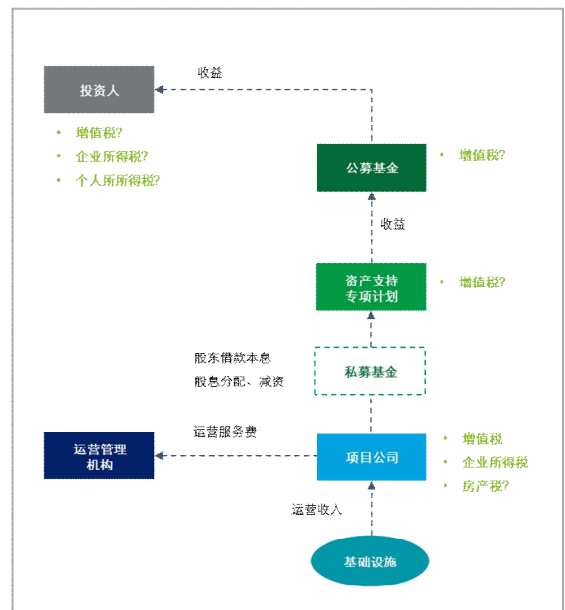 收益
投资人
• 增值税?
• 企业所得税?
• 个人所所得税?
公募基金
• 增值税?
收益
资产支持
专项计划
• 增值税?
股东借款本息
股息分配、减资
私募基金
运营服务费
运营管理
机构
项目公司
• 增值税
• 企业所得税
• 房产税?
运营收入
基础设施